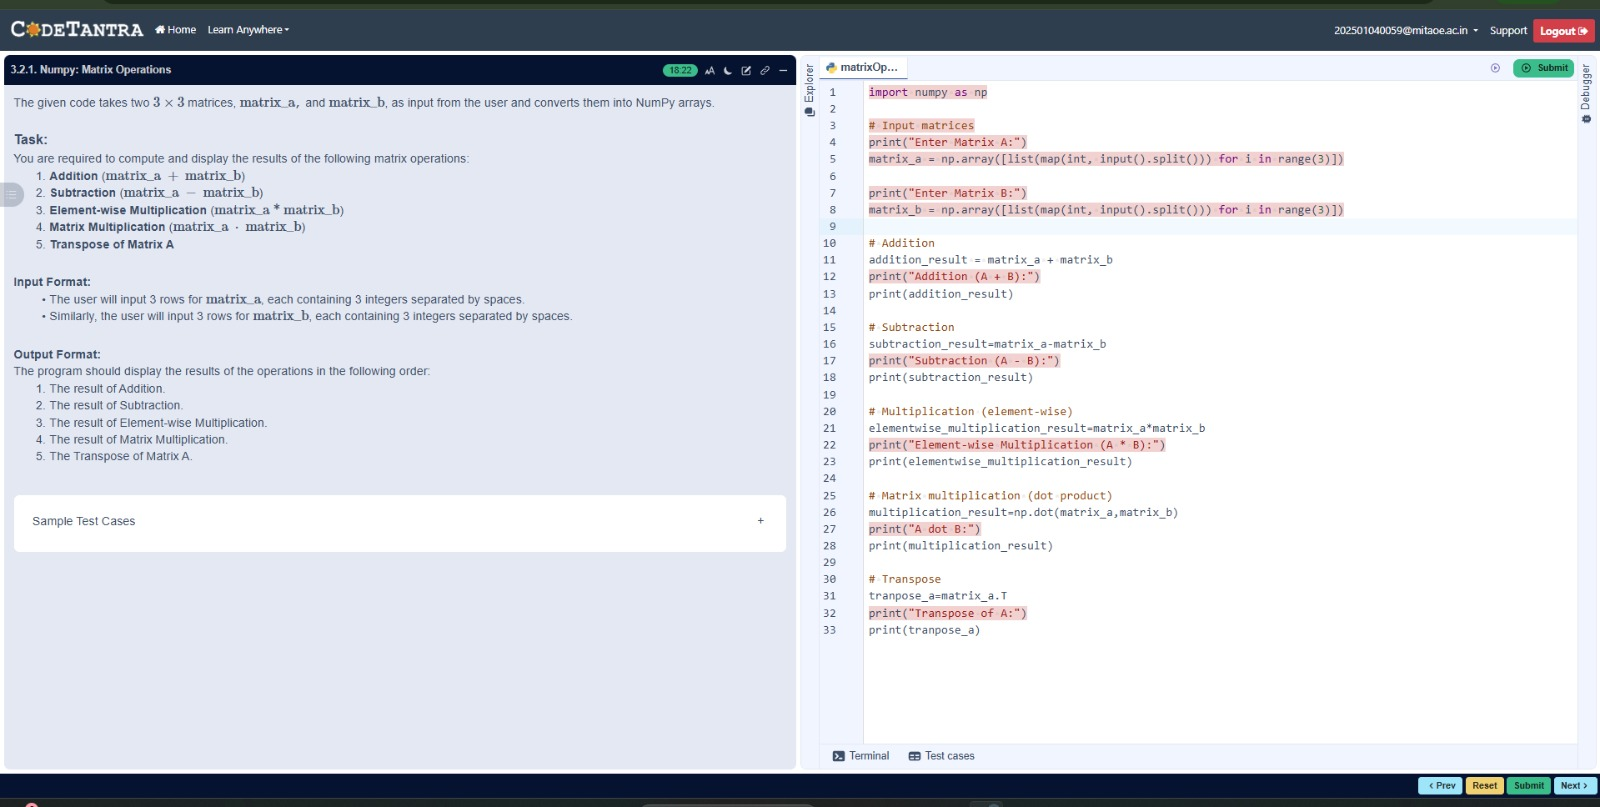 CODETANTRA Home Learn Anywhere 202501040059@mitaoe.ac.in Support Logout
3.2.1. Numpy: Matrix Operations 18:22 AA
The given code takes two 3 × 3 matrices, matrix_a, and matrix_b, as input from the user and converts them into NumPy arrays.
Task:
You are required to compute and display the results of the following matrix operations:
1. Addition (matrix_a + matrix_b)
2. Subtraction (matrix_a − matrix_b)
3. Element-wise Multiplication (matrix_a * matrix_b)
4. Matrix Multiplication (matrix_a · matrix_b)
5. Transpose of Matrix A
Input Format:
• The user will input 3 rows for matrix_a, each containing 3 integers separated by spaces.
• Similarly, the user will input 3 rows for matrix_b, each containing 3 integers separated by spaces.
Output Format:
The program should display the results of the operations in the following order:
1. The result of Addition.
2. The result of Subtraction.
3. The result of Element-wise Multiplication.
4. The result of Matrix Multiplication.
5. The Transpose of Matrix A.
Sample Test Cases +
Explorer
matrixOp...
Submit
Debugger
1 import numpy as np
2
3 # Input matrices
4 print("Enter Matrix A:")
5 matrix_a = np.array([list(map(int, input().split())) for i in range(3)])
6
7 print("Enter Matrix B:")
8 matrix_b = np.array([list(map(int, input().split())) for i in range(3)])
9
10 # Addition
11 addition_result = matrix_a + matrix_b
12 print("Addition (A + B):")
13 print(addition_result)
14
15 # Subtraction
16 subtraction_result=matrix_a-matrix_b
17 print("Subtraction (A - B):")
18 print(subtraction_result)
19
20 # Multiplication (element-wise)
21 elementwise_multiplication_result=matrix_a*matrix_b
22 print("Element-wise Multiplication (A * B):")
23 print(elementwise_multiplication_result)
24
25 # Matrix multiplication (dot product)
26 multiplication_result=np.dot(matrix_a,matrix_b)
27 print("A dot B:")
28 print(multiplication_result)
29
30 # Transpose
31 tranpose_a=matrix_a.T
32 print("Transpose of A:")
33 print(tranpose_a)
Terminal Test cases
< Prev Reset Submit Next >